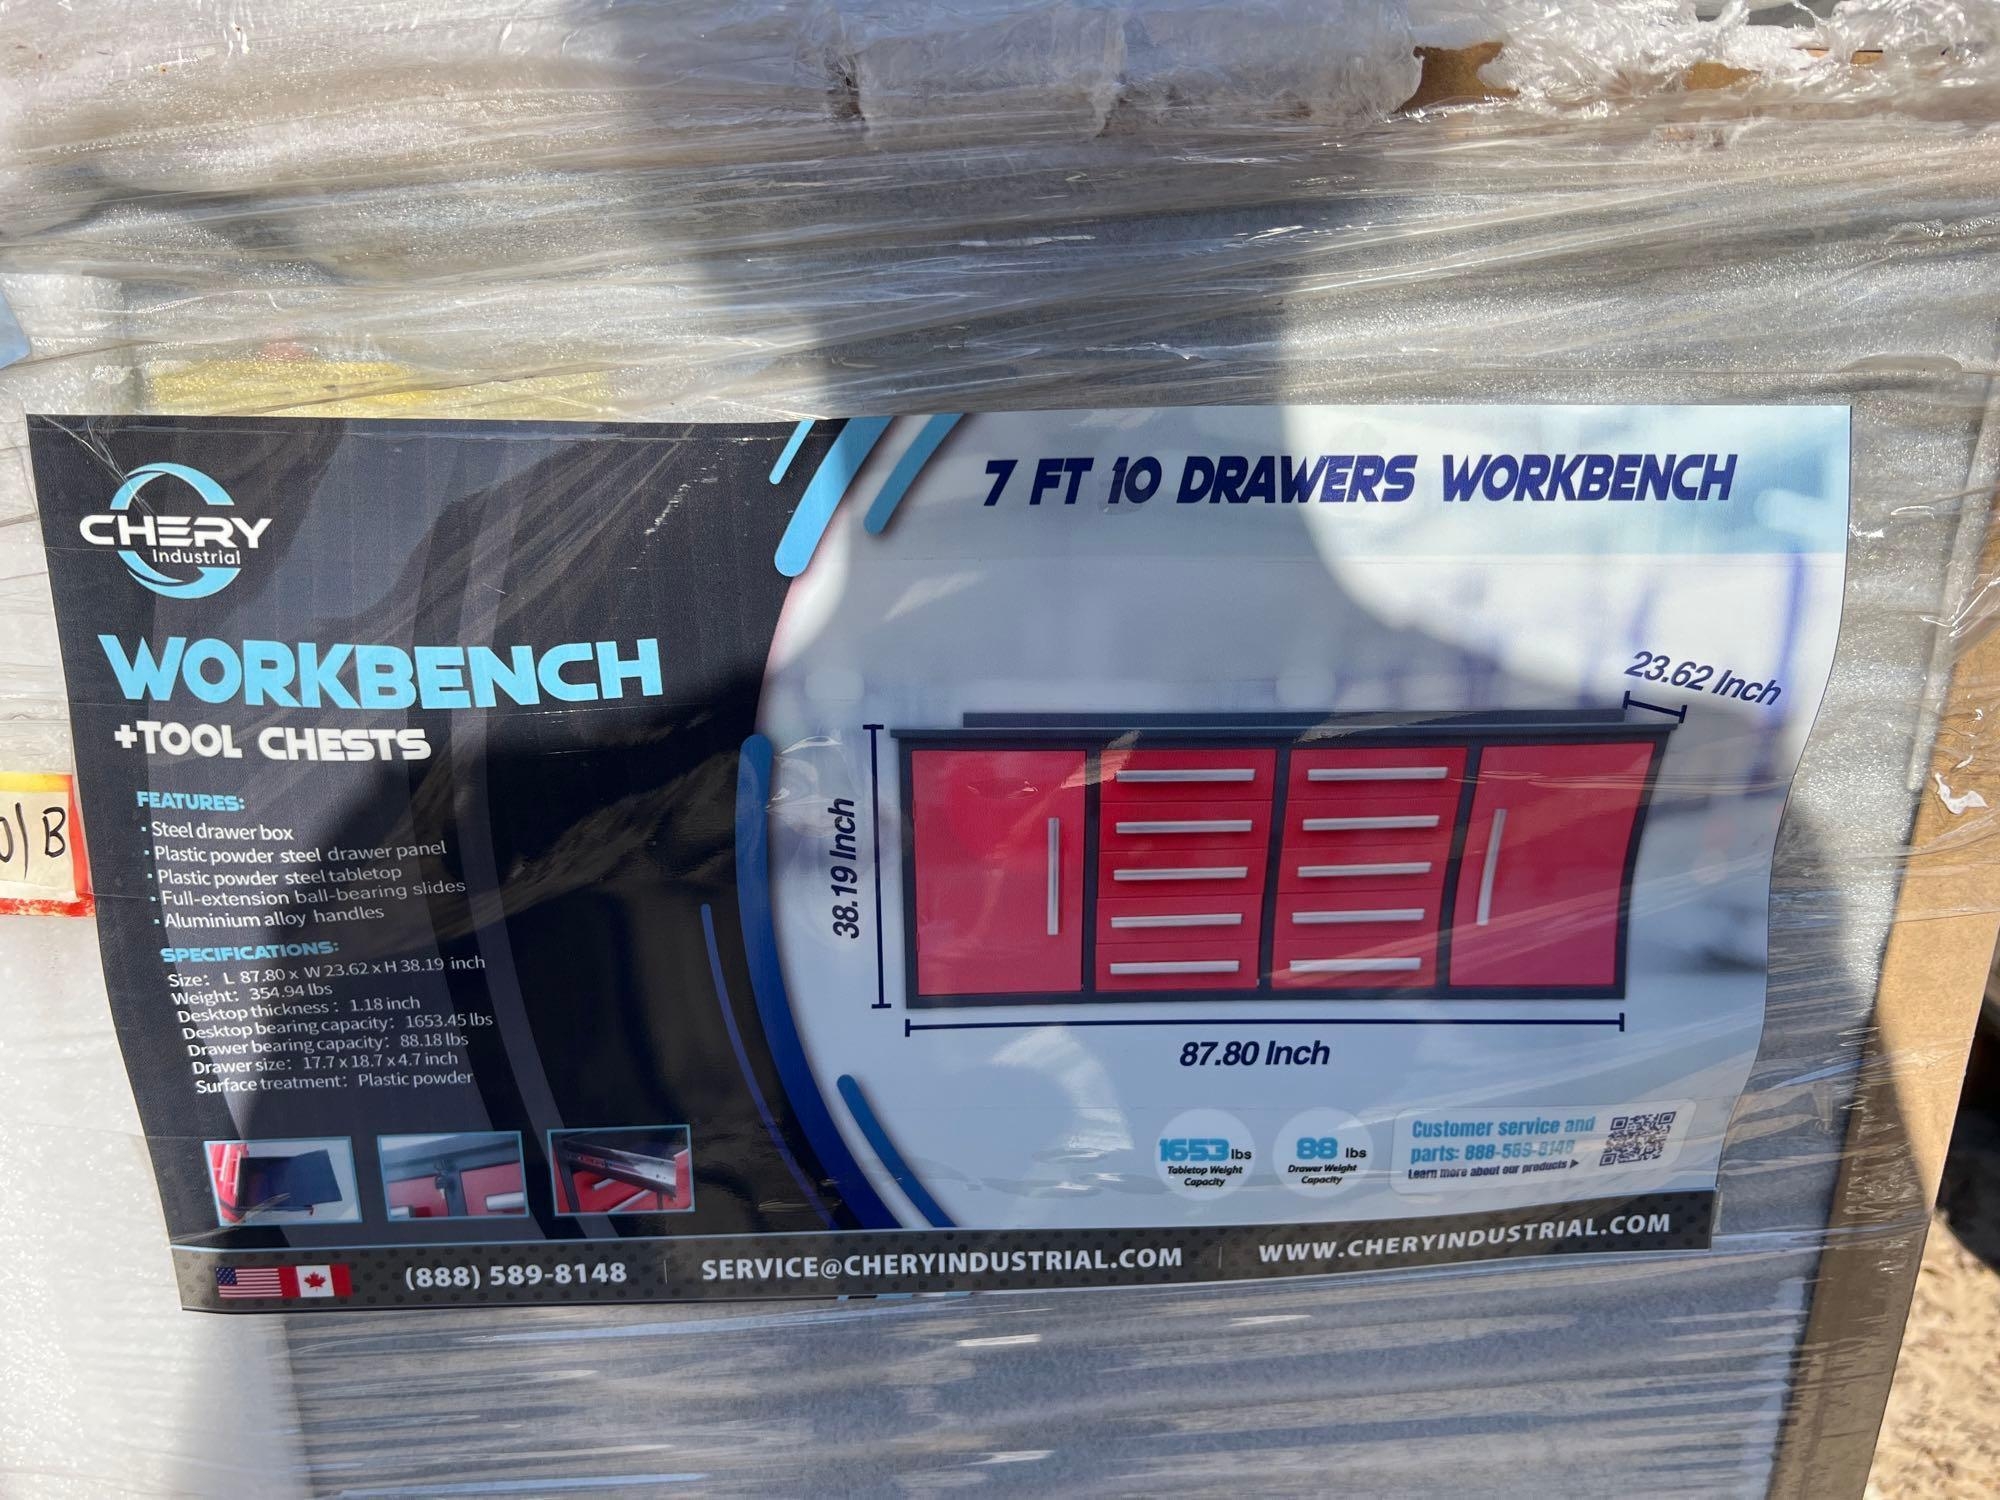 CHERY
Industrial
WORKBENCH
+TOOL CHESTS
FEATURES:
· Steel drawer box
· Plastic powder steel drawer panel
· Plastic powder steel tabletop
· Full-extension ball-bearing slides
· Aluminium alloy handles
SPECIFICATIONS:
Size: L 87.80 x W 23.62 x H 38.19 inch
Weight: 354.94 lbs
Desktop thickness: 1.18 inch
Desktop bearing capacity: 1653.45 lbs
Drawer bearing capacity: 88.18 lbs
Drawer size: 17.7 x 18.7 x 4.7 inch
Surface treatment: Plastic powder
7 FT 10 DRAWERS WORKBENCH
23.62 Inch
38.19 Inch
87.80 Inch
1653 lbs
Tabletop Weight
Capacity
88 lbs
Drawer Weight
Capacity
Customer service and
parts: 888-589-8148
Learn more about our products
(888) 589-8148
SERVICE@CHERYINDUSTRIAL.COM
WWW.CHERYINDUSTRIAL.COM
B